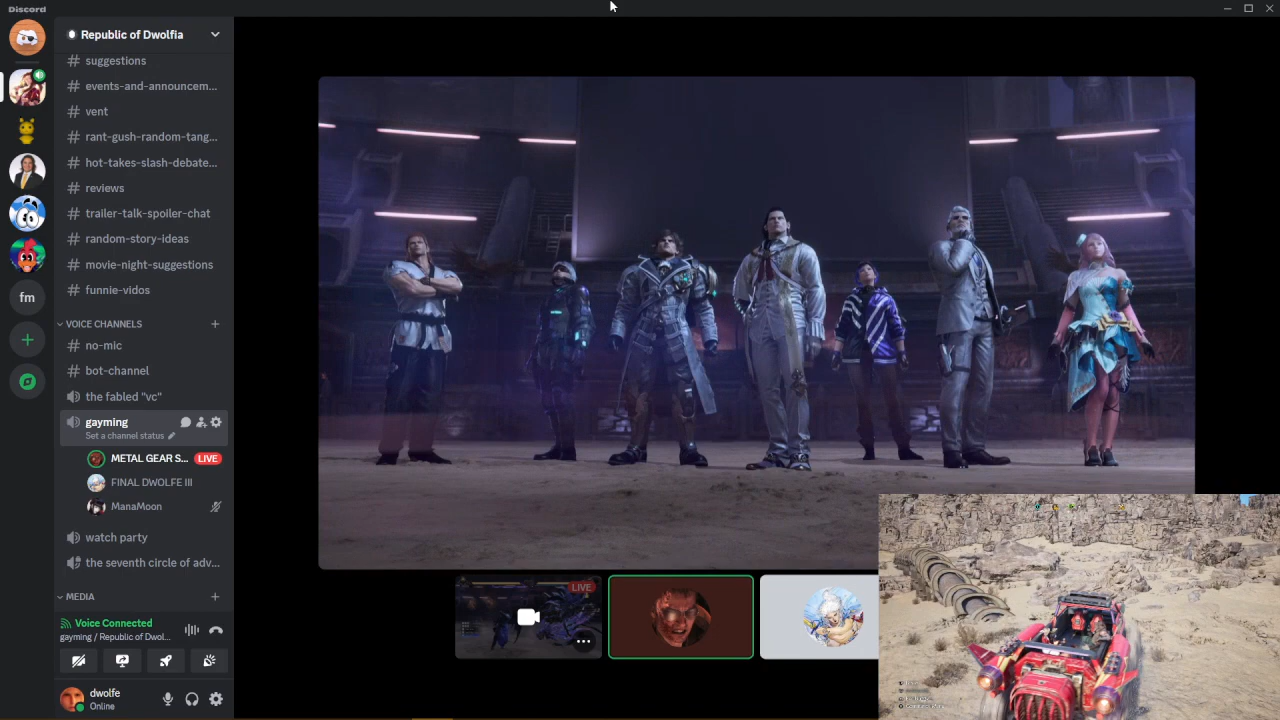 Discord
Republic of Dwolfia
suggestions
events-and-announcem...
vent
rant-gush-random-tang...
hot-takes-slash-debate...
reviews
trailer-talk-spoiler-chat
random-story-ideas
movie-night-suggestions
funnie-vidos
fm
VOICE CHANNELS
no-mic
bot-channel
the fabled "vc"
gayming
Set a channel status
METAL GEAR S... LIVE
FINAL DWOLFE III
ManaMoon
watch party
the seventh circle of adv...
MEDIA
Voice Connected
gayming / Republic of Dwol...
dwolfe
Online
LIVE